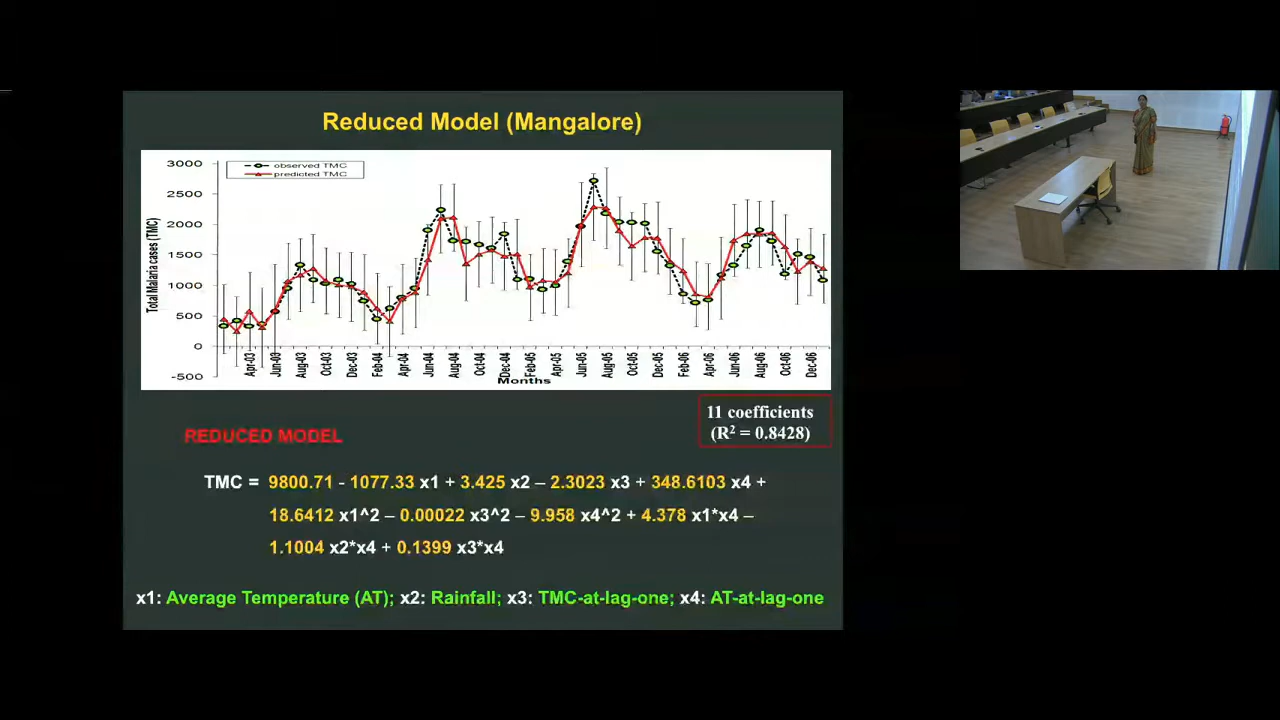 Reduced Model (Mangalore)
3000
2500
2000
1500
1000
500
0
-500
Total Malaria cases (TMC)
observed TMC
predicted TMC
Apr-03 Jun-03 Aug-03 Oct-03 Dec-03 Feb-04 Apr-04 Jun-04 Aug-04 Oct-04 Dec-04 Feb-05 Apr-05 Jun-05 Aug-05 Oct-05 Dec-05 Feb-06 Apr-06 Jun-06 Aug-06 Oct-06 Dec-06
Months
11 coefficients
(R² = 0.8428)
REDUCED MODEL
TMC = 9800.71 - 1077.33 x1 + 3.425 x2 – 2.3023 x3 + 348.6103 x4 +
18.6412 x1^2 – 0.00022 x3^2 – 9.958 x4^2 + 4.378 x1*x4 –
1.1004 x2*x4 + 0.1399 x3*x4
x1: Average Temperature (AT); x2: Rainfall; x3: TMC-at-lag-one; x4: AT-at-lag-one